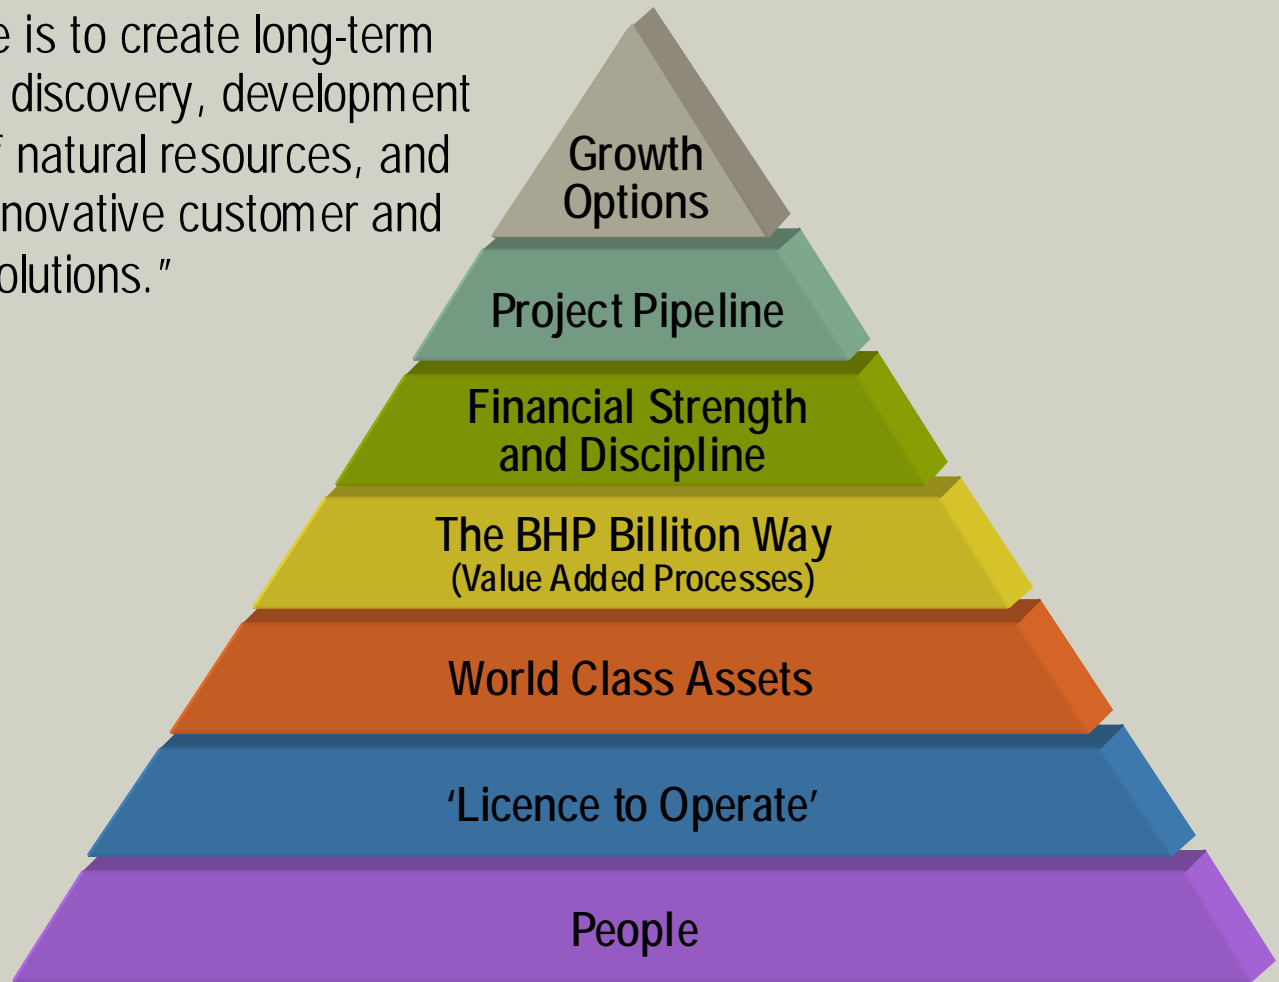 e is to create long-term
discovery, development
f natural resources, and
novative customer and
olutions."
Growth
Options
Project Pipeline
Financial Strength
and Discipline
The BHP Billiton Way
(Value Added Processes)
World Class Assets
‘Licence to Operate’
People